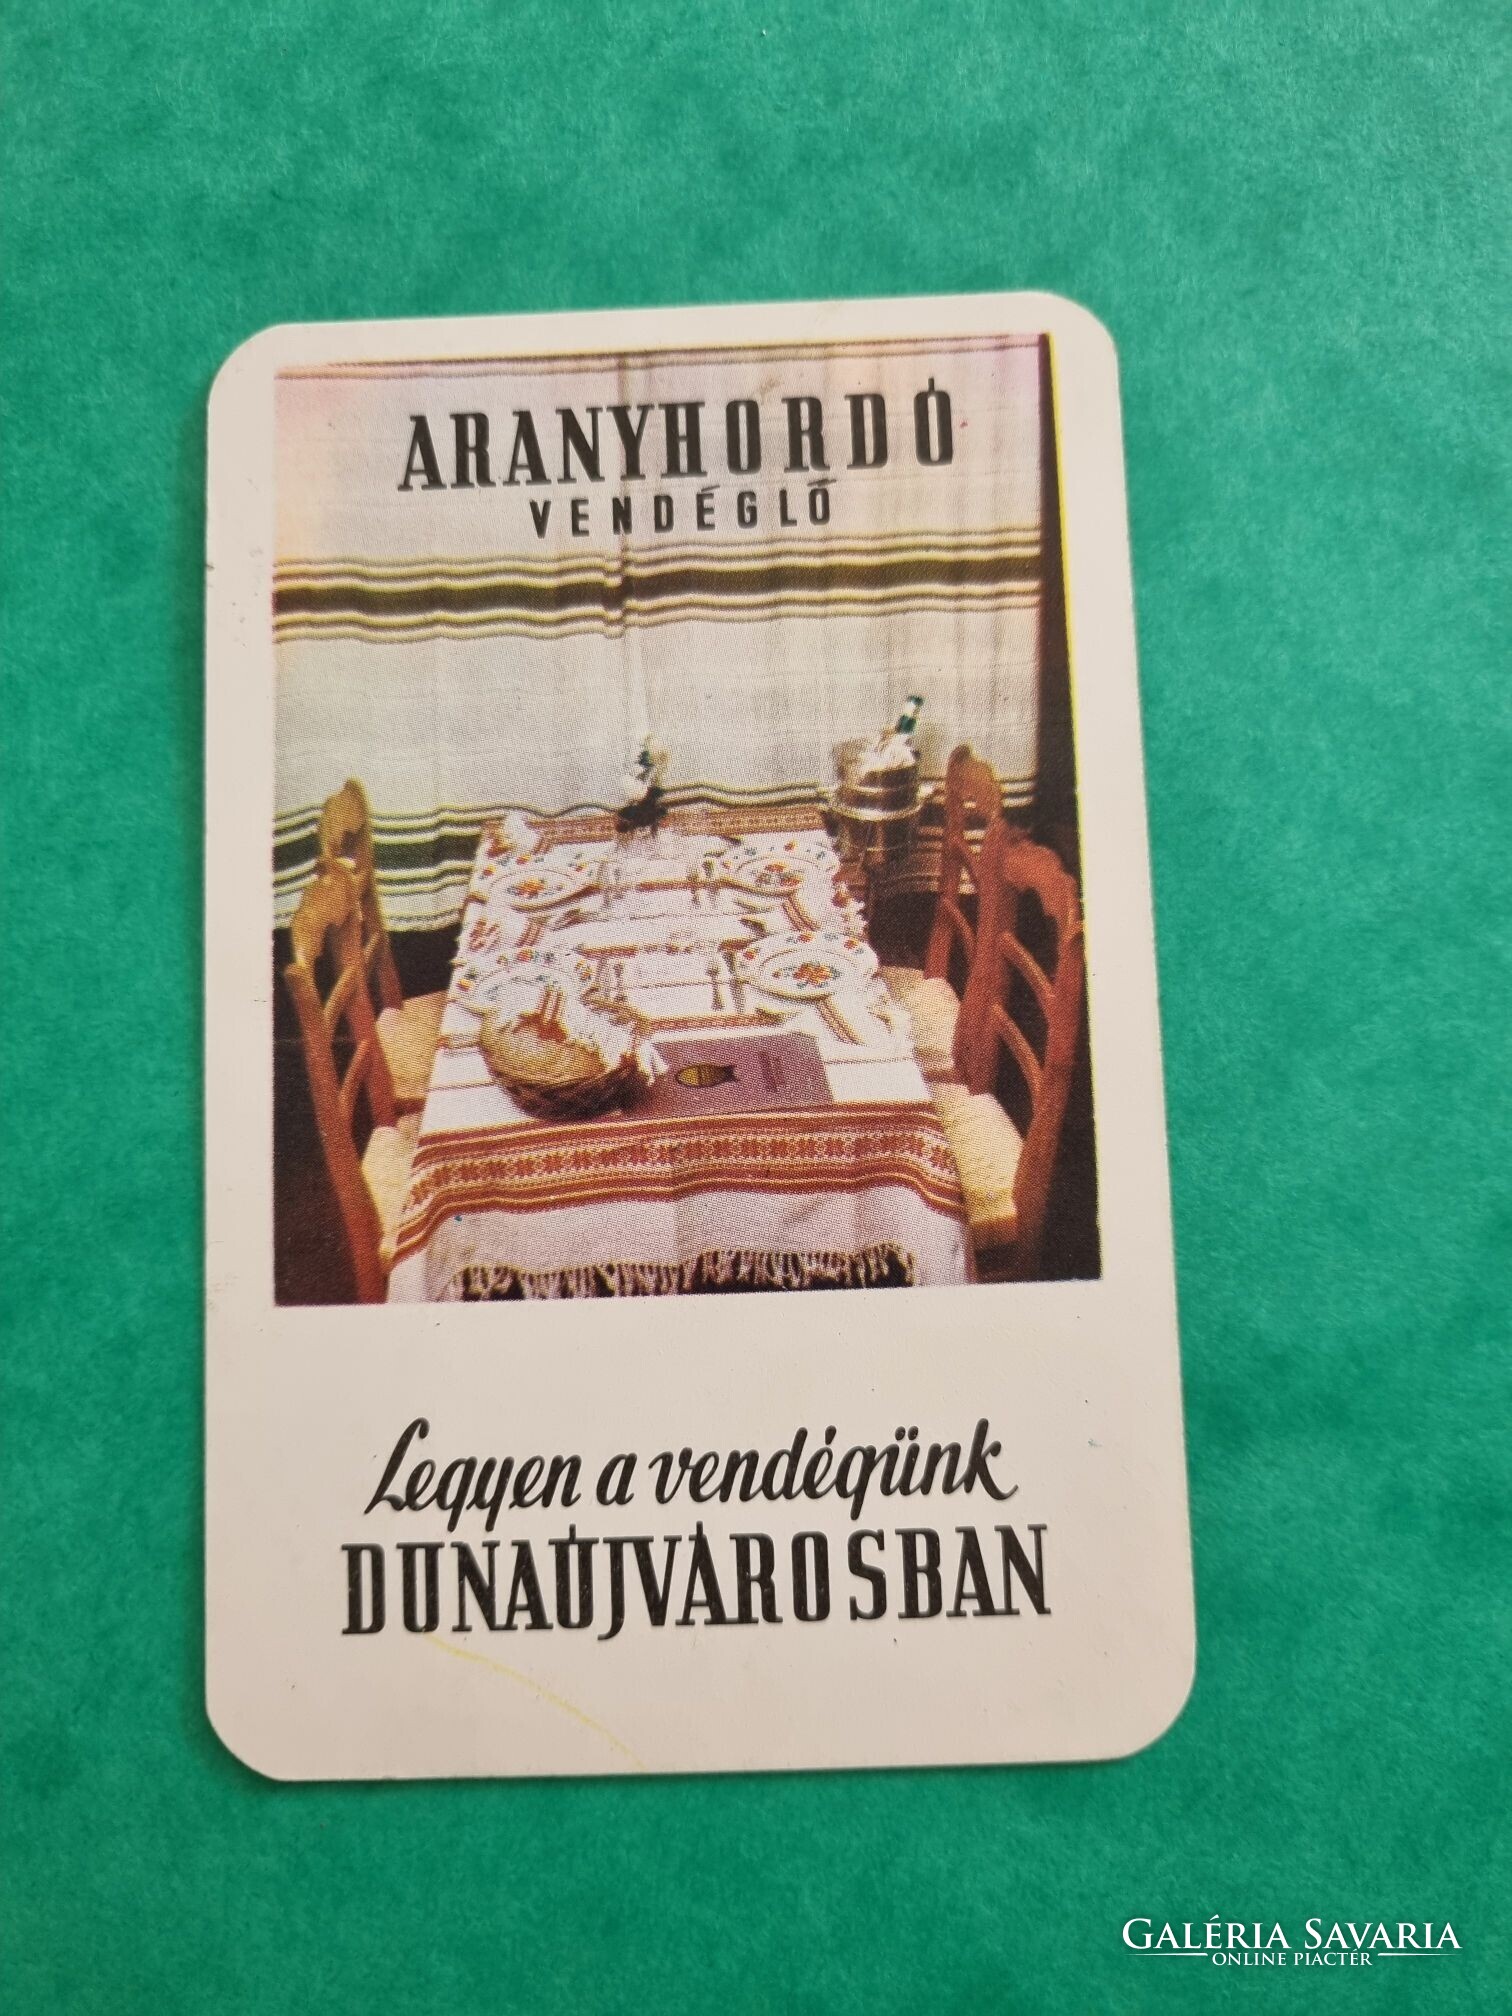 ARANYHORDÓ
VENDÉGLŐ
Legyen a vendégünk
DUNAÚJVÁROSBAN
GALÉRIA SAVARIA
ONLINE PIACTÉR